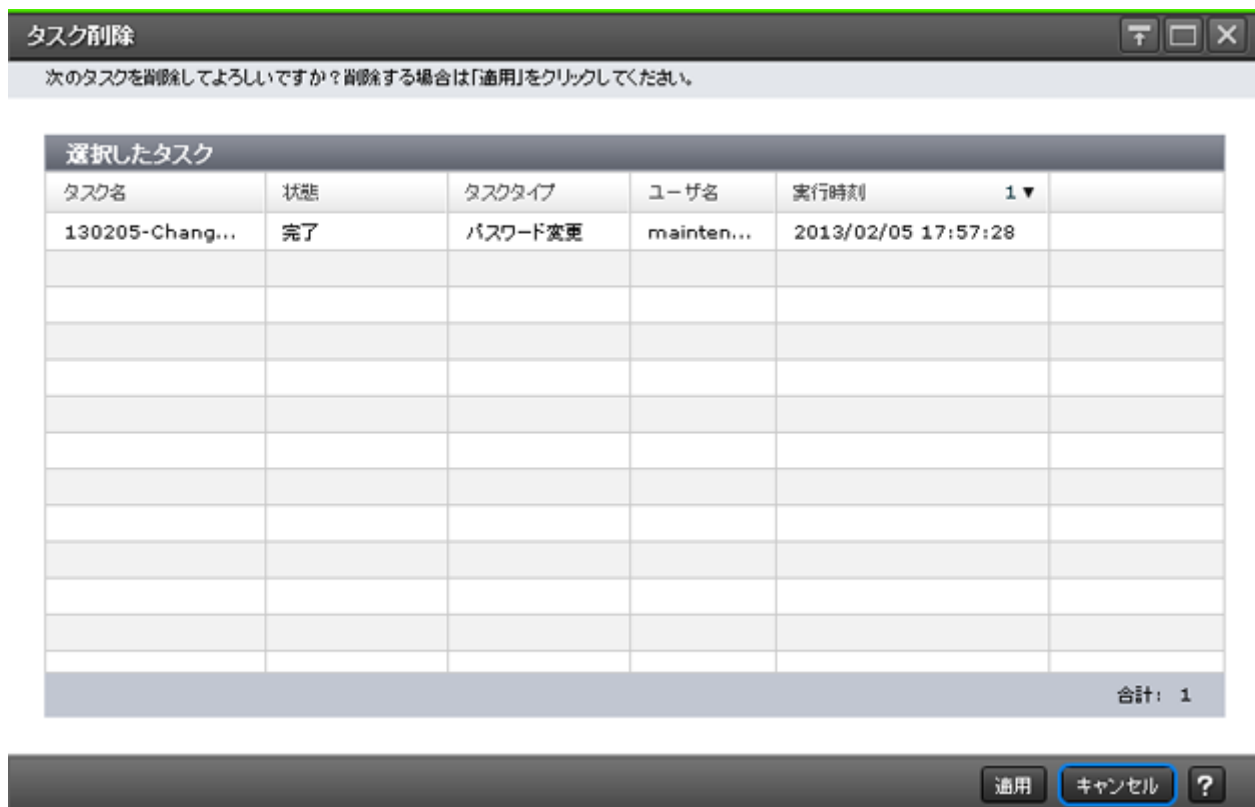 タスク削除
次のタスクを削除してよろしいですか？削除する場合は「適用」をクリックしてください。
選択したタスク
タスク名 状態 タスクタイプ ユーザ名 実行時刻 1▼
130205-Chang... 完了 パスワード変更 mainten... 2013/02/05 17:57:28
合計: 1
適用 キャンセル ?